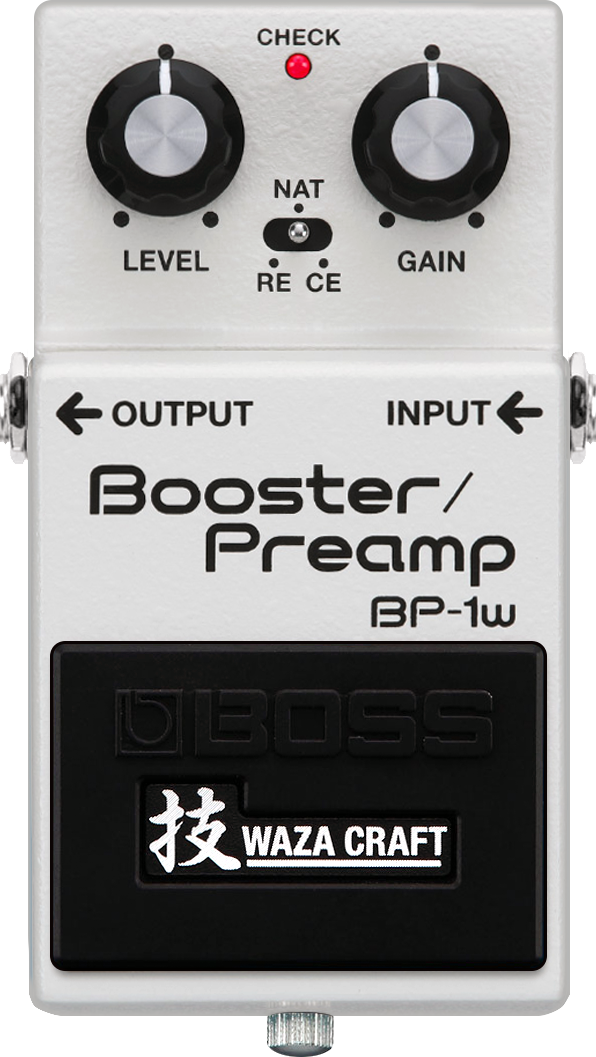 CHECK
NAT
LEVEL
GAIN
RE CE
OUTPUT
INPUT
Booster/
Preamp
BP-1w
BOSS
技 WAZA CRAFT